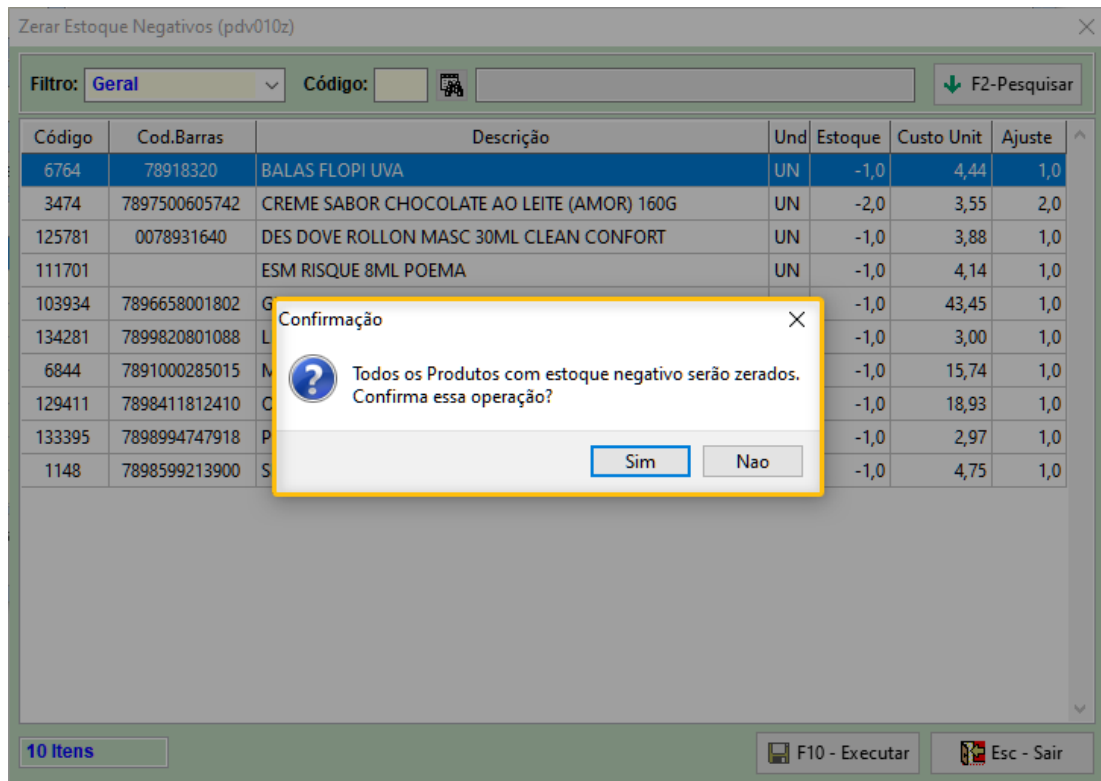 Zerar Estoque Negativos (pdv010z)
Filtro: Geral Código: F2-Pesquisar
Código Cod.Barras Descrição Und Estoque Custo Unit Ajuste
6764 78918320 BALAS FLOPI UVA UN -1,0 4,44 1,0
3474 7897500605742 CREME SABOR CHOCOLATE AO LEITE (AMOR) 160G UN -2,0 3,55 2,0
125781 0078931640 DES DOVE ROLLON MASC 30ML CLEAN CONFORT UN -1,0 3,88 1,0
111701 ESM RISQUE 8ML POEMA UN -1,0 4,14 1,0
103934 7896658001802 G -1,0 43,45 1,0
134281 7899820801088 L -1,0 3,00 1,0
6844 7891000285015 M -1,0 15,74 1,0
129411 7898411812410 -1,0 18,93 1,0
133395 7898994747918 P -1,0 2,97 1,0
1148 7898599213900 S -1,0 4,75 1,0
Confirmação
Todos os Produtos com estoque negativo serão zerados.
Confirma essa operação?
Sim Nao
10 Itens F10 - Executar Esc - Sair